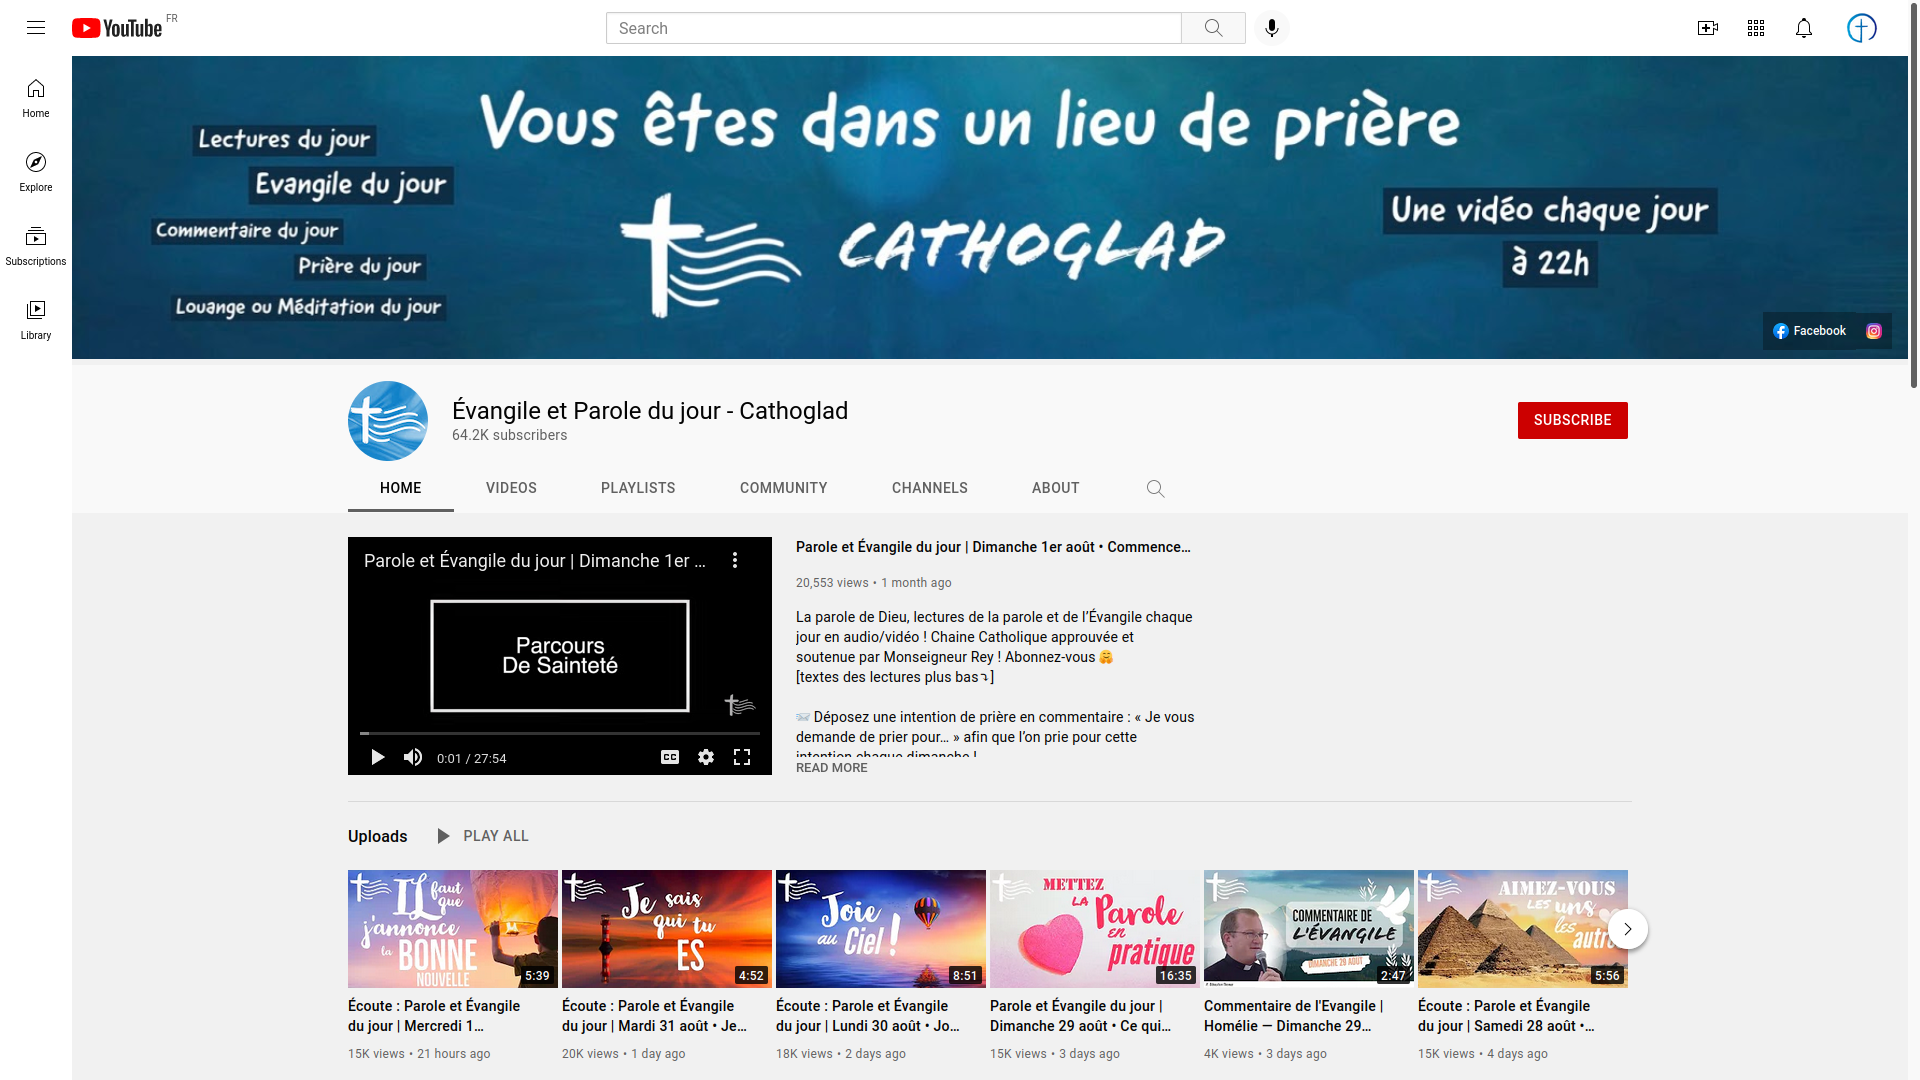 YouTube FR
Search
Home
Explore
Subscriptions
Library
Vous êtes dans un lieu de prière
Lectures du jour
Evangile du jour
Commentaire du jour
Prière du jour
Louange ou Méditation du jour
CATHOGLAD
Une vidéo chaque jour
à 22h
Facebook
Évangile et Parole du jour - Cathoglad
64.2K subscribers
SUBSCRIBE
HOME
VIDEOS
PLAYLISTS
COMMUNITY
CHANNELS
ABOUT
Parole et Évangile du jour | Dimanche 1er ...
Parcours
De Sainteté
0:01 / 27:54
CC
Parole et Évangile du jour | Dimanche 1er août • Commence...
20,553 views • 1 month ago
La parole de Dieu, lectures de la parole et de l’Évangile chaque
jour en audio/vidéo ! Chaine Catholique approuvée et
soutenue par Monseigneur Rey ! Abonnez-vous 🤗
[textes des lectures plus bas⤵]
📨 Déposez une intention de prière en commentaire : « Je vous
demande de prier pour… » afin que l’on prie pour cette
intention chaque dimanche !
READ MORE
Uploads
PLAY ALL
IL faut
que
j'annonce
la BONNE
NOUVELLE
5:39
Écoute : Parole et Évangile
du jour | Mercredi 1...
15K views • 21 hours ago
Je sais
qui tu
ES
4:52
Écoute : Parole et Évangile
du jour | Mardi 31 août • Je...
20K views • 1 day ago
Joie
au Ciel !
8:51
Écoute : Parole et Évangile
du jour | Lundi 30 août • Jo...
18K views • 2 days ago
METTEZ
LA Parole
en
pratique
16:35
Parole et Évangile du jour |
Dimanche 29 août • Ce qui...
15K views • 3 days ago
COMMENTAIRE DE
L'ÉVANGILE
DIMANCHE 29 AOUT
2:47
Commentaire de l'Evangile |
Homélie — Dimanche 29...
4K views • 3 days ago
AIMEZ-VOUS
LES uns
les autre
5:56
Écoute : Parole et Évangile
du jour | Samedi 28 août •...
15K views • 4 days ago